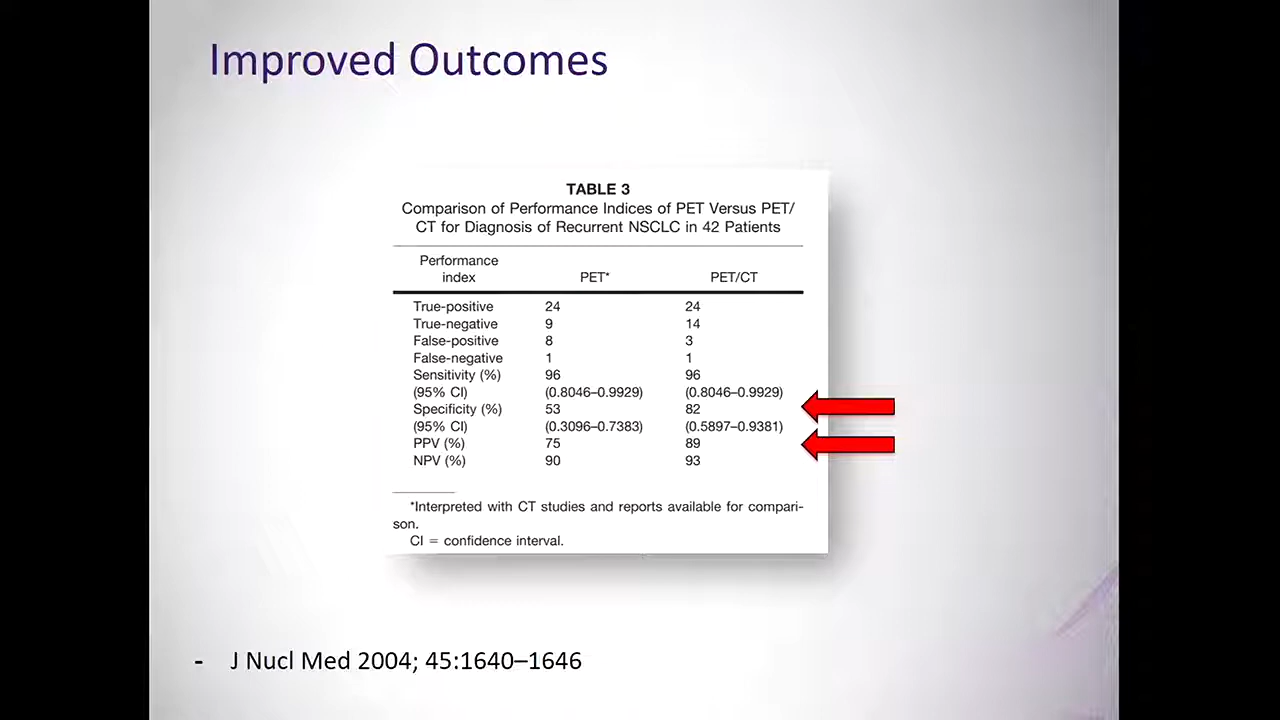 Improved Outcomes
TABLE 3
Comparison of Performance Indices of PET Versus PET/
CT for Diagnosis of Recurrent NSCLC in 42 Patients
Performance
index PET* PET/CT
True-positive 24 24
True-negative 9 14
False-positive 8 3
False-negative 1 1
Sensitivity (%) 96 96
(95% CI) (0.8046–0.9929) (0.8046–0.9929)
Specificity (%) 53 82
(95% CI) (0.3096–0.7383) (0.5897–0.9381)
PPV (%) 75 89
NPV (%) 90 93
*Interpreted with CT studies and reports available for compari-
son.
CI = confidence interval.
- J Nucl Med 2004; 45:1640–1646